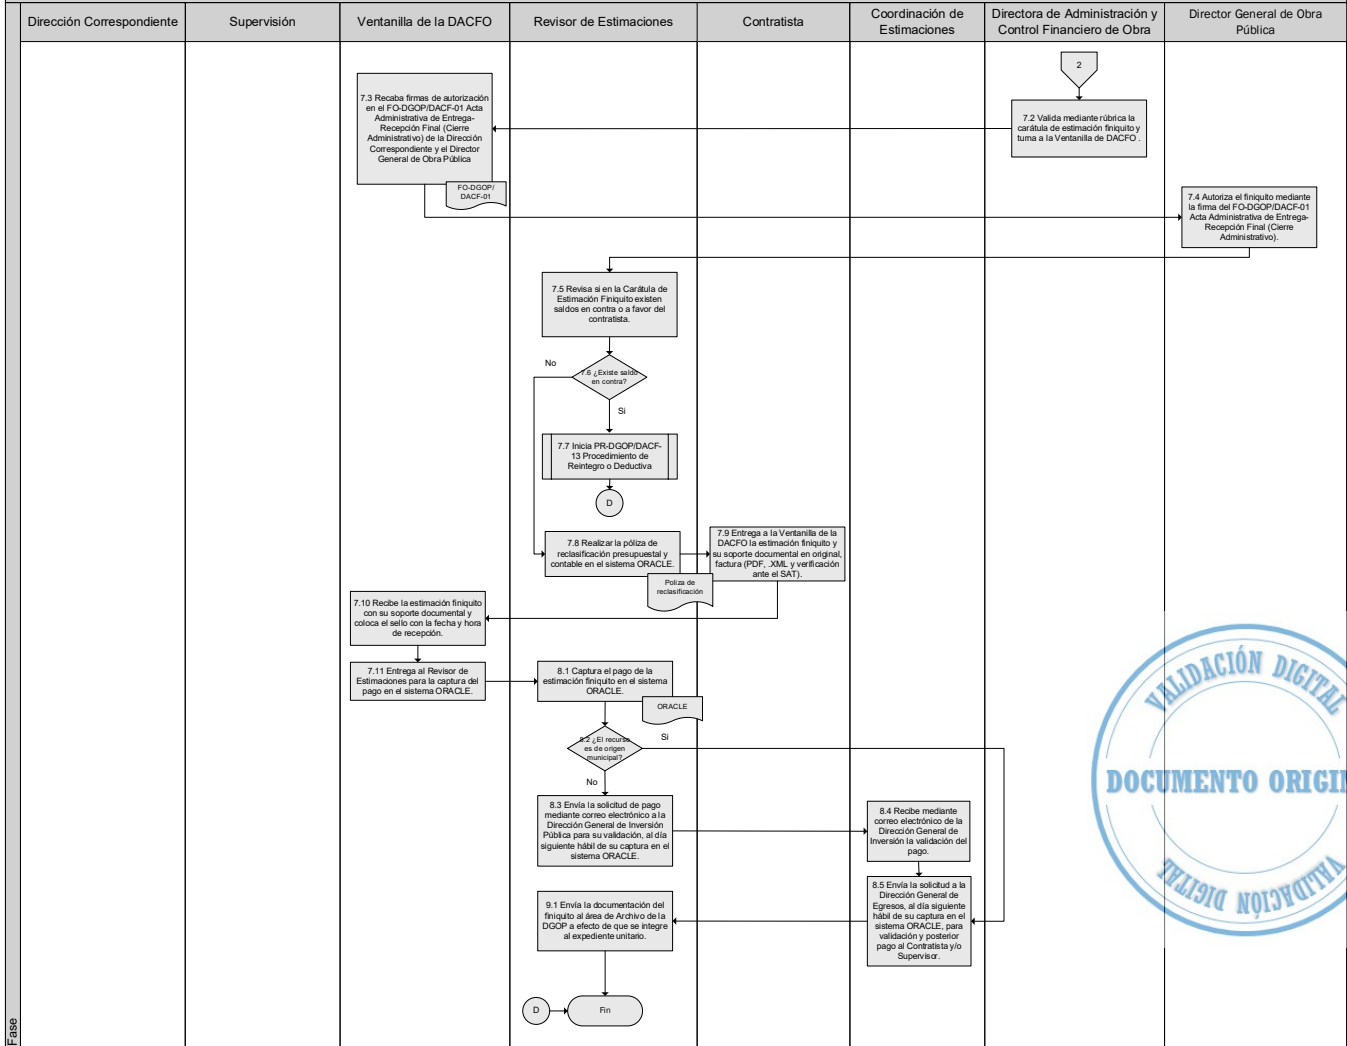 Dirección Correspondiente
Supervisión
Ventanilla de la DACFO
Revisor de Estimaciones
Contratista
Coordinación de
Estimaciones
Directora de Administración y
Control Financiero de Obra
Director General de Obra
Pública
2
7.2 Valida mediante rúbrica la
carátula de estimación finiquito y
turna a la Ventanilla de DACFO .
7.3 Recaba firmas de autorización
en el FO-DGOP/DACF-01 Acta
Administrativa de Entrega-
Recepción Final (Cierre
Administrativo) de la Dirección
Correspondiente y el Director
General de Obra Pública
FO-DGOP/
DACF-01
7.4 Autoriza el finiquito mediante
la firma del FO-DGOP/DACF-01
Acta Administrativa de Entrega-
Recepción Final (Cierre
Administrativo).
7.5 Revisa si en la Carátula de
Estimación Finiquito existen
saldos en contra o a favor del
contratista.
No
7.6 ¿Existe saldo
en contra?
Si
7.7 Inicia PR-DGOP/DACF-
13 Procedimiento de
Reintegro o Deductiva
D
7.8 Realizar la póliza de
reclasificación presupuestal y
contable en el sistema ORACLE.
Poliza de
reclasificación
7.9 Entrega a la Ventanilla de la
DACFO la estimación finiquito y
su soporte documental en original,
factura (PDF, .XML y verificación
ante el SAT).
7.10 Recibe la estimación finiquito
con su soporte documental y
coloca el sello con la fecha y hora
de recepción.
7.11 Entrega al Revisor de
Estimaciones para la captura del
pago en el sistema ORACLE.
8.1 Captura el pago de la
estimación finiquito en el sistema
ORACLE.
ORACLE
8.2 ¿El recurso
es de origen
municipal?
Si
No
8.3 Envía la solicitud de pago
mediante correo electrónico a la
Dirección General de Inversión
Pública para su validación, al día
siguiente hábil de su captura en el
sistema ORACLE.
8.4 Recibe mediante
correo electrónico de la
Dirección General de
Inversión la validación del
pago.
8.5 Envía la solicitud a la
Dirección General de
Egresos, al día siguiente
hábil de su captura en el
sistema ORACLE, para
validación y posterior
pago al Contratista y/o
Supervisor.
9.1 Envía la documentación del
finiquito al área de Archivo de la
DGOP a efecto de que se integre
al expediente unitario.
D
Fin
Fase
VALIDACIÓN DIGITAL
DOCUMENTO ORIGIN
VALIDACIÓN DIGITAL